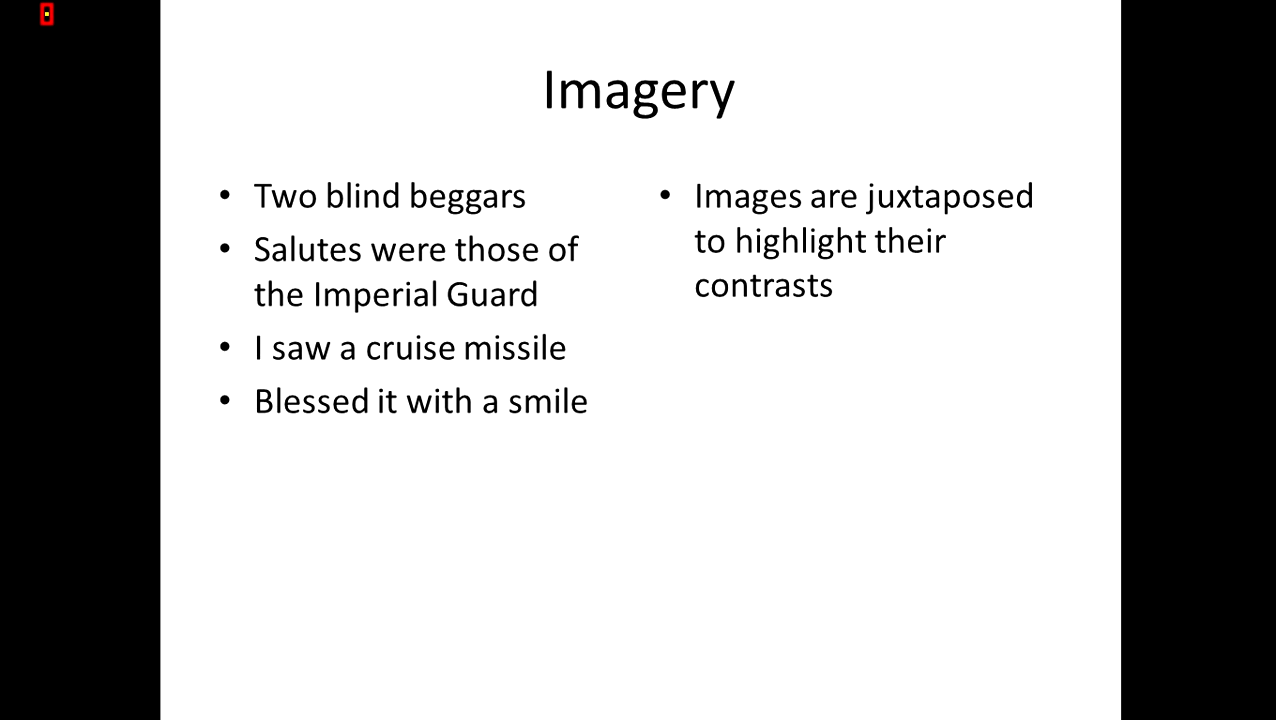 Imagery
• Two blind beggars
• Salutes were those of
the Imperial Guard
• I saw a cruise missile
• Blessed it with a smile
• Images are juxtaposed
to highlight their
contrasts